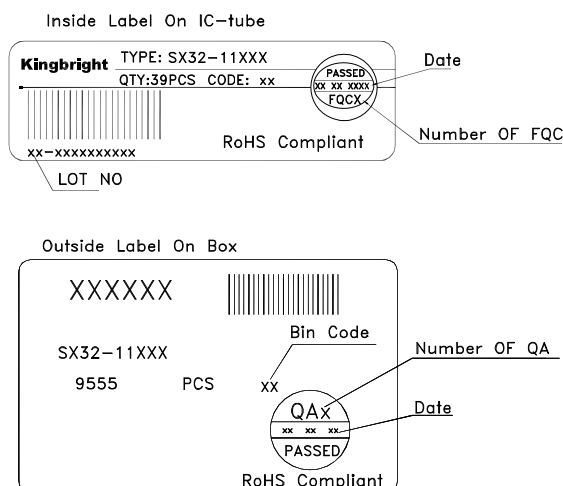 Inside Label On IC-tube
Kingbright
TYPE: SX32-11XXX
QTY:39PCS CODE: xx
PASSED
xx xx xxxx
FQCX
Date
Number OF FQC
RoHS Compliant
xx-xxxxxxxxxx
LOT NO
Outside Label On Box
XXXXXX
Bin Code
SX32-11XXX
9555 PCS XX
Number OF QA
QAx
Date
xx xx xx
PASSED
RoHS Compliant